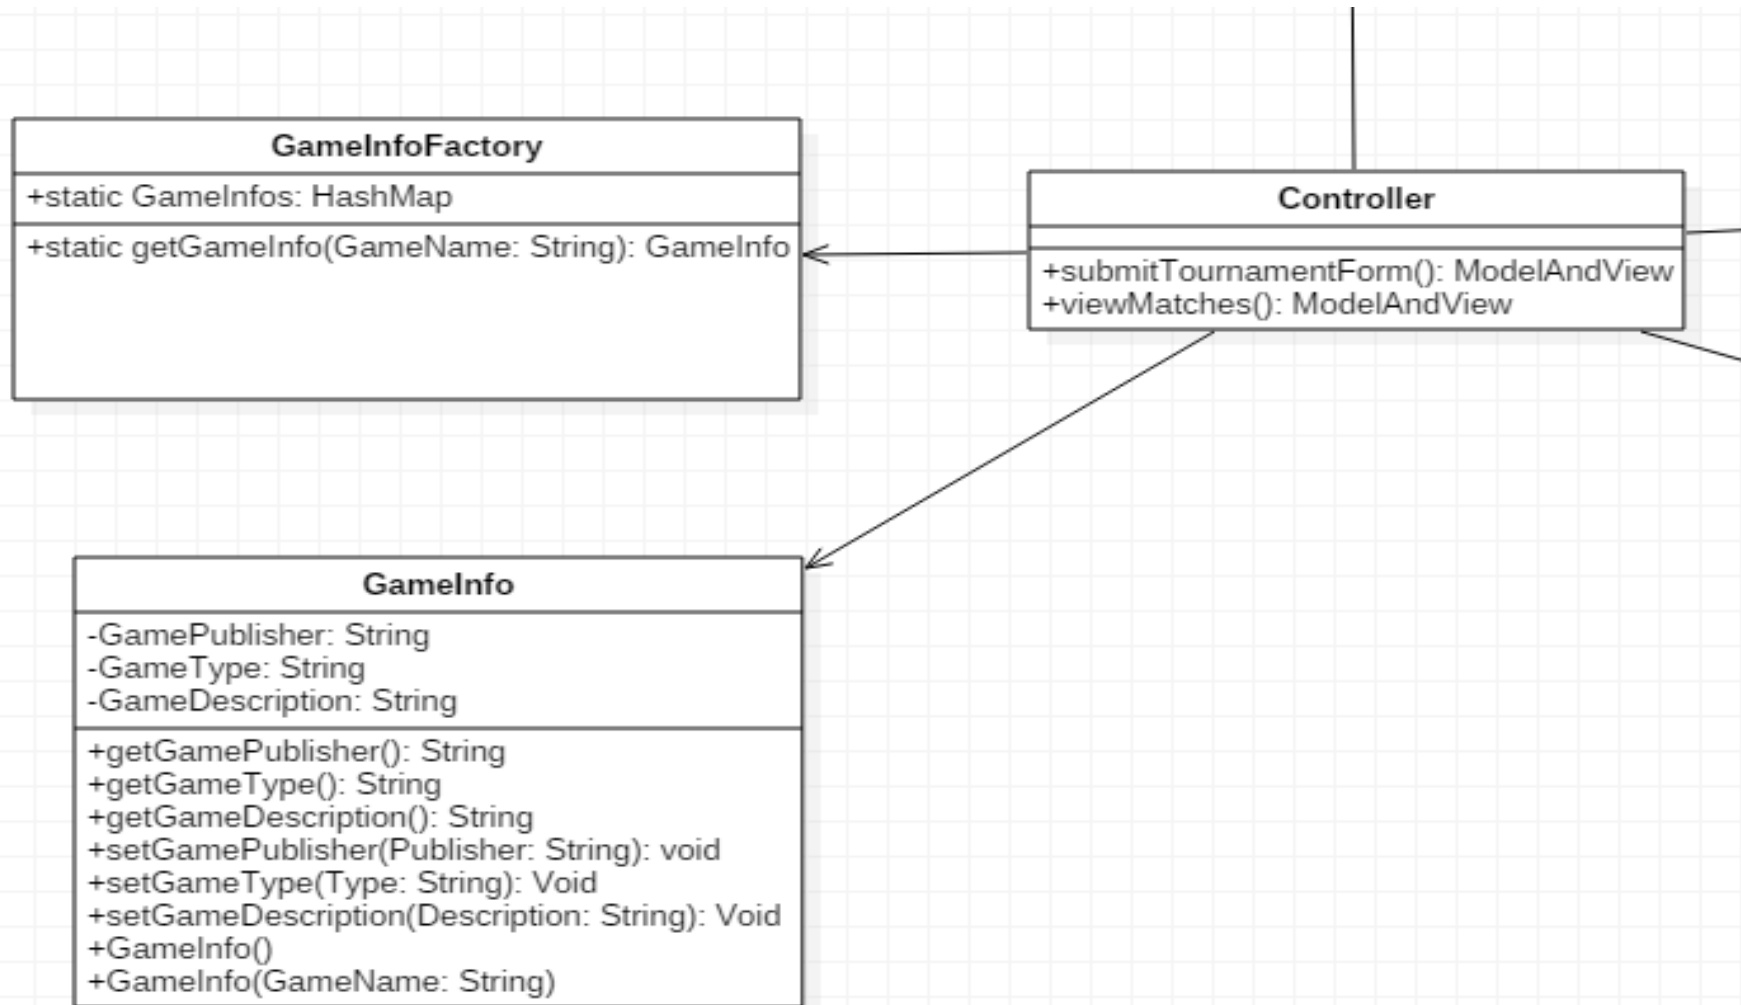 GameInfoFactory
+static GameInfos: HashMap
+static getGameInfo(GameName: String): GameInfo
Controller
+submitTournamentForm(): ModelAndView
+viewMatches(): ModelAndView
GameInfo
-GamePublisher: String
-GameType: String
-GameDescription: String
+getGamePublisher(): String
+getGameType(): String
+getGameDescription(): String
+setGamePublisher(Publisher: String): void
+setGameType(Type: String): Void
+setGameDescription(Description: String): Void
+GameInfo()
+GameInfo(GameName: String)